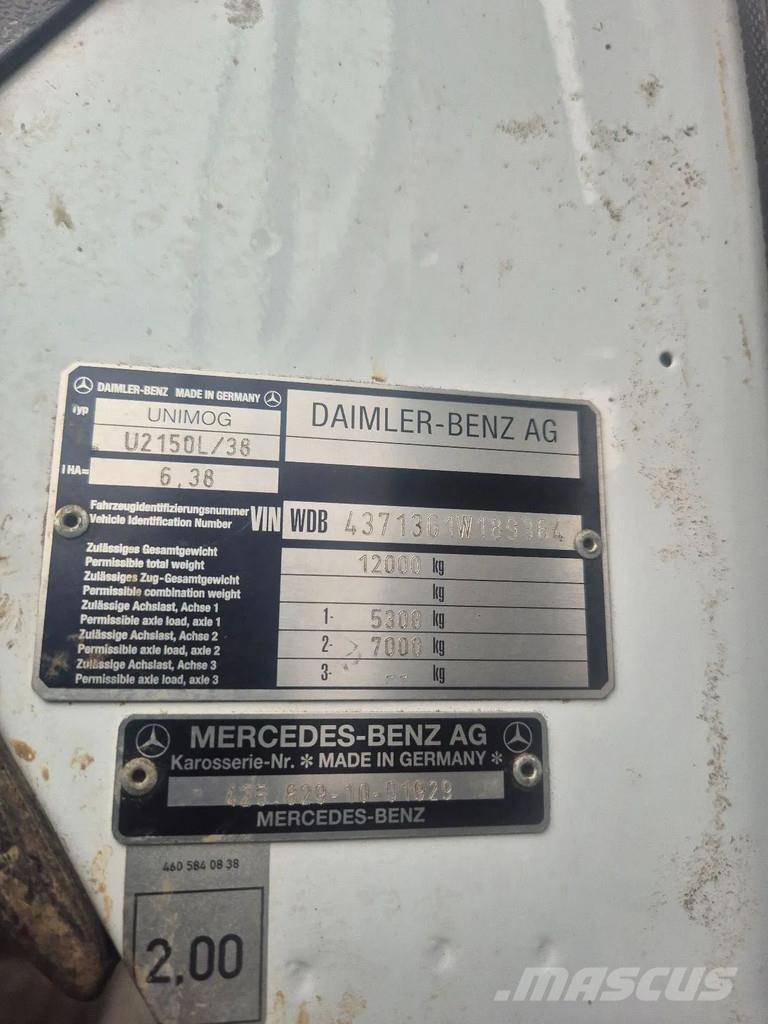 DAIMLER-BENZ MADE IN GERMANY
Typ UNIMOG
U2150L/38
I HA= 6,38
DAIMLER-BENZ AG
Fahrzeugidentifizierungsnummer
Vehicle Identification Number
VIN WDB
Zulässiges Gesamtgewicht
Permissible total weight 12000 kg
Zulässiges Zug-Gesamtgewicht
Permissible combination weight kg
Zulässige Achslast, Achse 1
Permissible axle load, axle 1 1- 5300 kg
Zulässige Achslast, Achse 2
Permissible axle load, axle 2 2- 7000 kg
Zulässige Achslast, Achse 3
Permissible axle load, axle 3 3- -- kg
MERCEDES-BENZ AG
Karosserie-Nr. * MADE IN GERMANY *
MERCEDES-BENZ
460 584 08 38
2,00
MASCUS